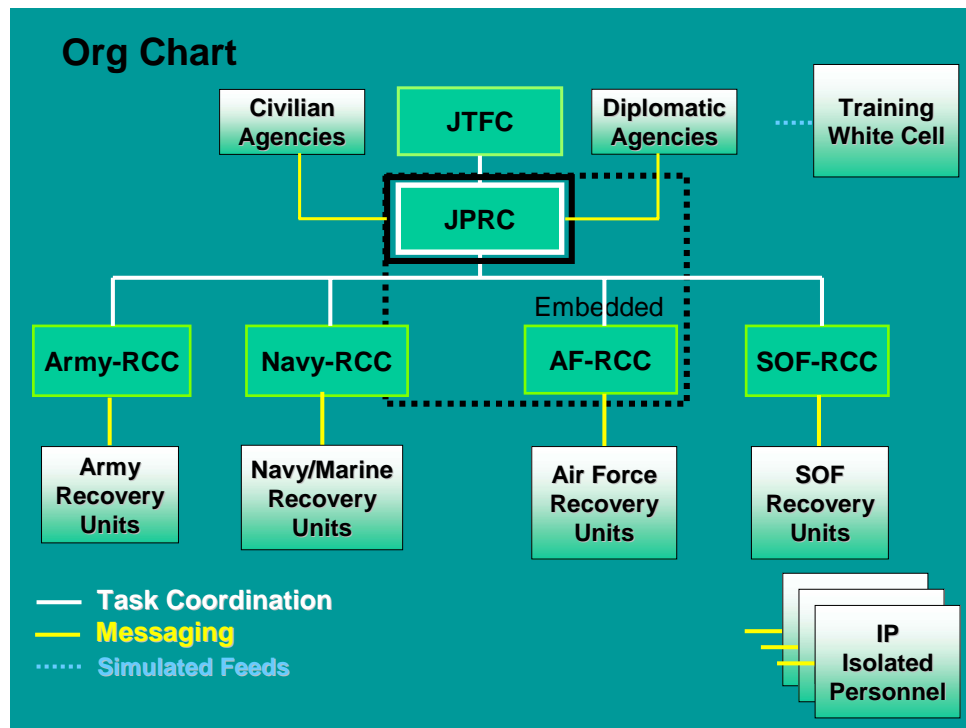 Org Chart
Civilian
Agencies
JTFC
Diplomatic
Agencies
Training
White Cell
JPRC
Embedded
Army-RCC
Navy-RCC
AF-RCC
SOF-RCC
Army
Recovery
Units
Navy/Marine
Recovery
Units
Air Force
Recovery
Units
SOF
Recovery
Units
Task Coordination
Messaging
Simulated Feeds
IP
Isolated
Personnel